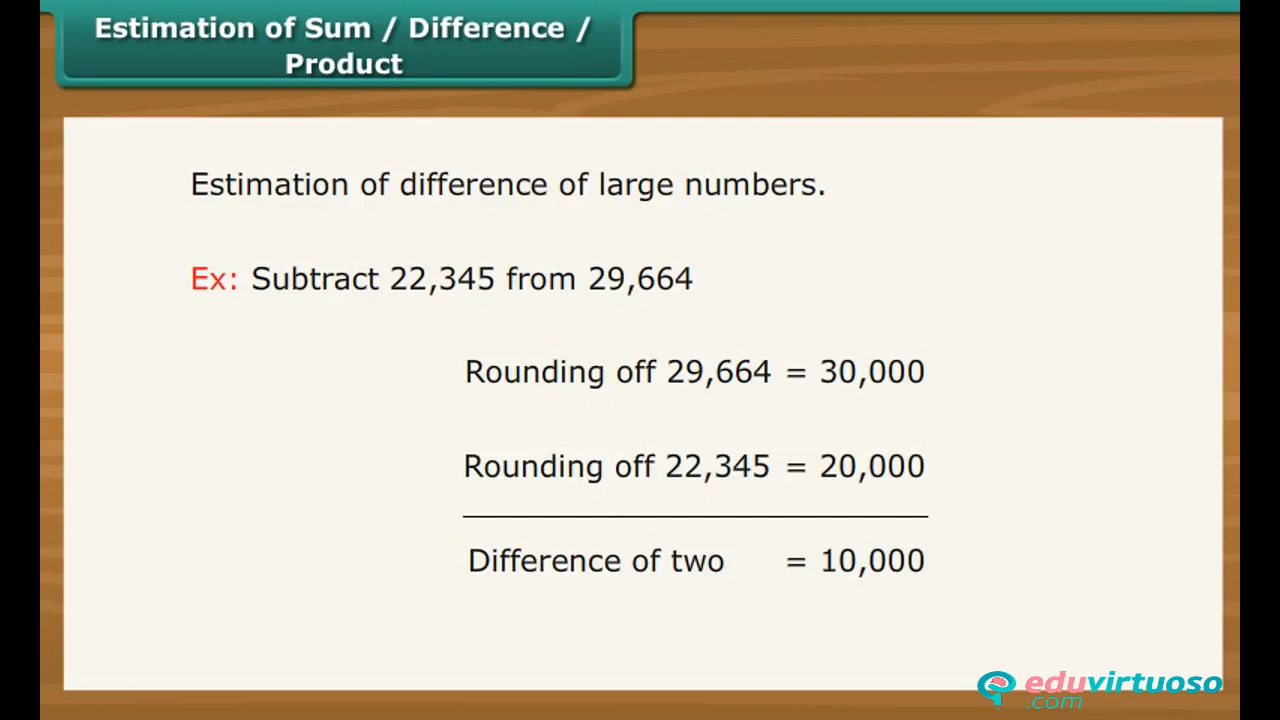 Estimation of Sum / Difference /
Product
Estimation of difference of large numbers.
Ex: Subtract 22,345 from 29,664
Rounding off 29,664 = 30,000
Rounding off 22,345 = 20,000
Difference of two = 10,000
eduvirtuoso
.com